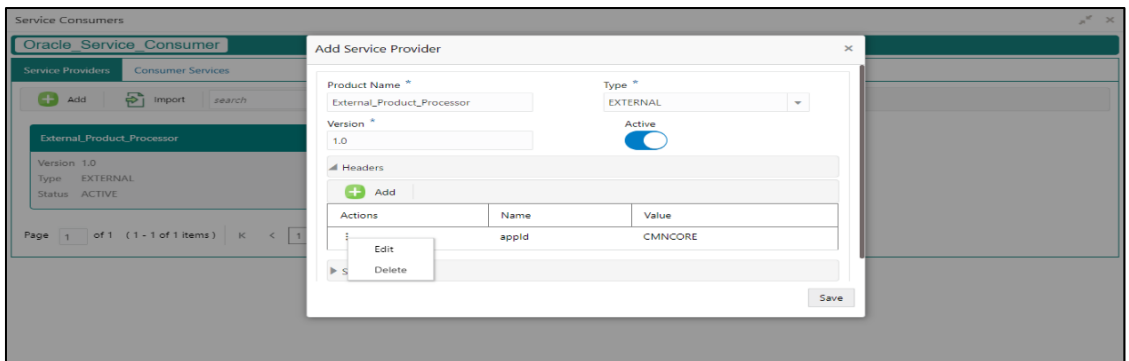 Service Consumers
Oracle_Service_Consumer
Service Providers Consumer Services
Add Import search
External_Product_Processor
Version 1.0
Type EXTERNAL
Status ACTIVE
Page 1 of 1 (1 - 1 of 1 items) K < 1
Add Service Provider
Product Name * Type *
External_Product_Processor EXTERNAL
Version * Active
1.0
Headers
Add
Actions Name Value
appId CMNCORE
Edit
Delete
S
Save